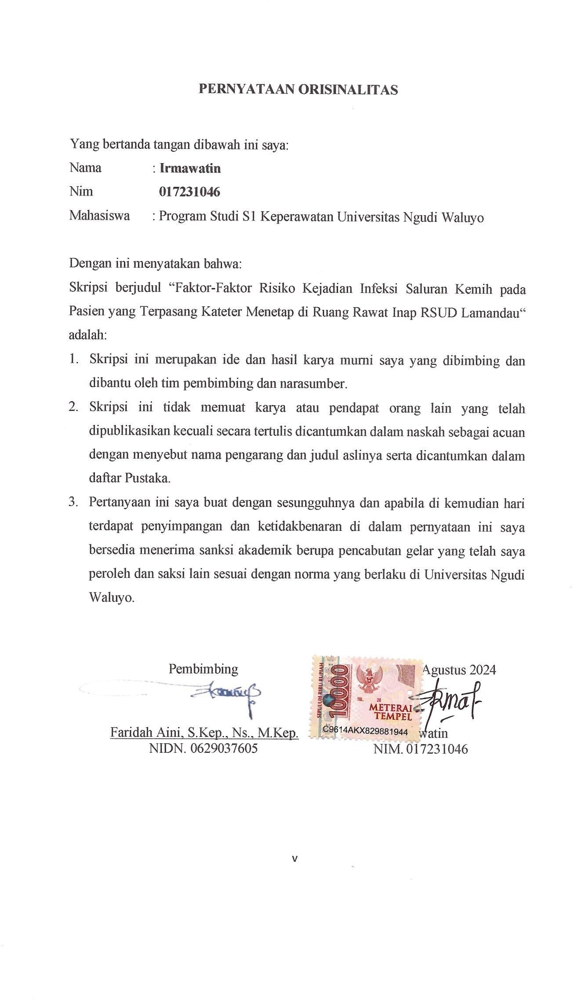 PERNYATAAN ORISINALITAS
Yang bertanda tangan dibawah ini saya:
Nama : Irmawatin
Nim 017231046
Mahasiswa : Program Studi S1 Keperawatan Universitas Ngudi Waluyo
Dengan ini menyatakan bahwa:
Skripsi berjudul “Faktor-Faktor Risiko Kejadian Infeksi Saluran Kemih pada
Pasien yang Terpasang Kateter Menetap di Ruang Rawat Inap RSUD Lamandau“
adalah:
1. Skripsi ini merupakan ide dan hasil karya murni saya yang dibimbing dan
dibantu oleh tim pembimbing dan narasumber.
2. Skripsi ini tidak memuat karya atau pendapat orang lain yang telah
dipublikasikan kecuali secara tertulis dicantumkan dalam naskah sebagai acuan
dengan menyebut nama pengarang dan judul aslinya serta dicantumkan dalam
daftar Pustaka.
3. Pertanyaan ini saya buat dengan sesungguhnya dan apabila di kemudian hari
terdapat penyimpangan dan ketidakbenaran di dalam pernyataan ini saya
bersedia menerima sanksi akademik berupa pencabutan gelar yang telah saya
peroleh dan saksi lain sesuai dengan norma yang berlaku di Universitas Ngudi
Waluyo.
Pembimbing
Faridah Aini, S.Kep., Ns., M.Kep.
NIDN. 0629037605
Agustus 2024
SEPULUH RIBU RUPIAH
10000
TGL. 20
METERAI
TEMPEL
C9614AKX829881944
watin
NIM. 017231046
v